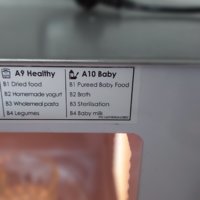 A9 Healthy
B1 Dried food
B2 Homemade yogurt
B3 Wholemeal pasta
B4 Legumes
A10 Baby
B1 Pureed Baby Food
B2 Broth
B3 Sterilisation
B4 Baby milk